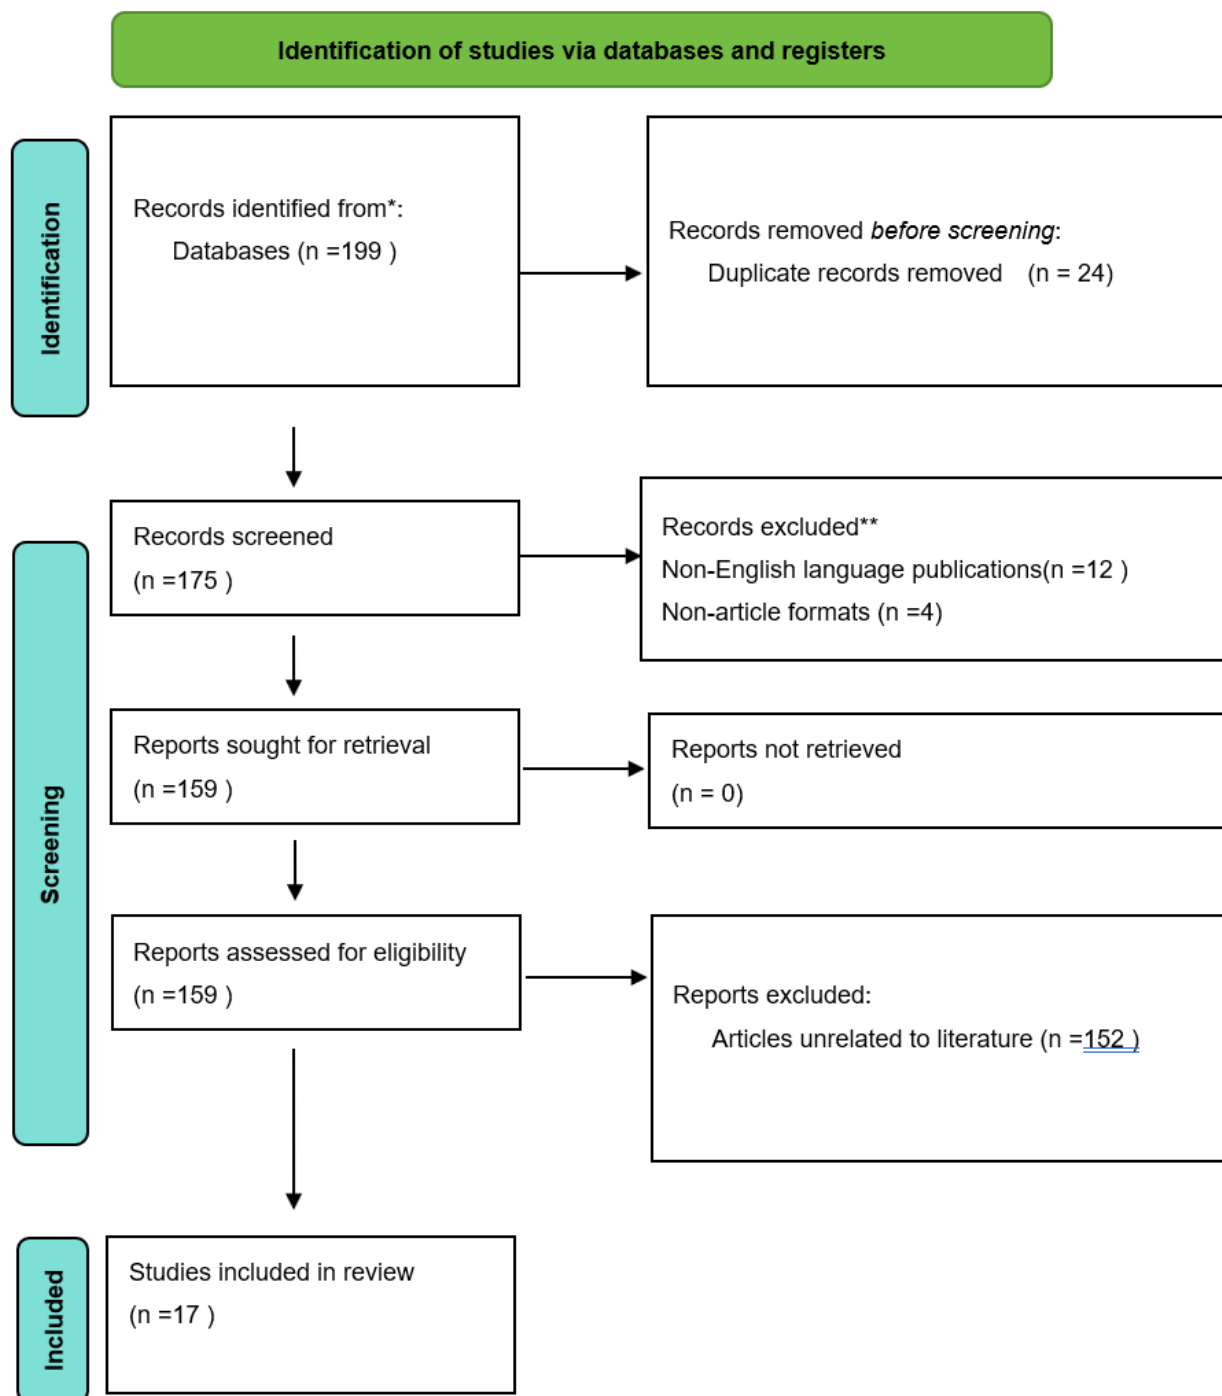 Identification of studies via databases and registers
Identification
Records identified from*:
Databases (n =199 )
Records removed before screening:
Duplicate records removed (n = 24)
Screening
Records screened
(n =175 )
Records excluded**
Non-English language publications(n =12 )
Non-article formats (n =4)
Reports sought for retrieval
(n =159 )
Reports not retrieved
(n = 0)
Reports assessed for eligibility
(n =159 )
Reports excluded:
Articles unrelated to literature (n =152 )
Included
Studies included in review
(n =17 )